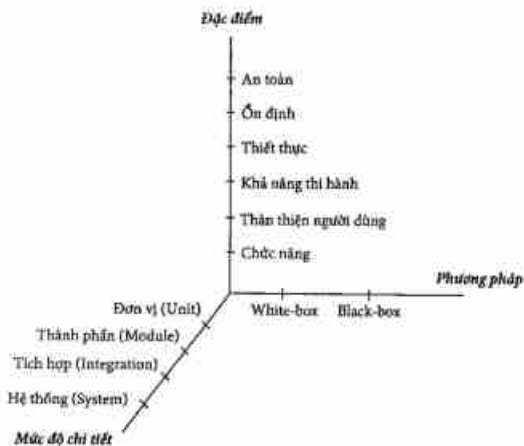 Đặc điểm
An toàn
Ổn định
Thiết thực
Khả năng thi hành
Thân thiện người dùng
Chức năng
Phương pháp
White-box
Black-box
Đơn vị (Unit)
Thành phần (Module)
Tích hợp (Integration)
Hệ thống (System)
Mức độ chi tiết